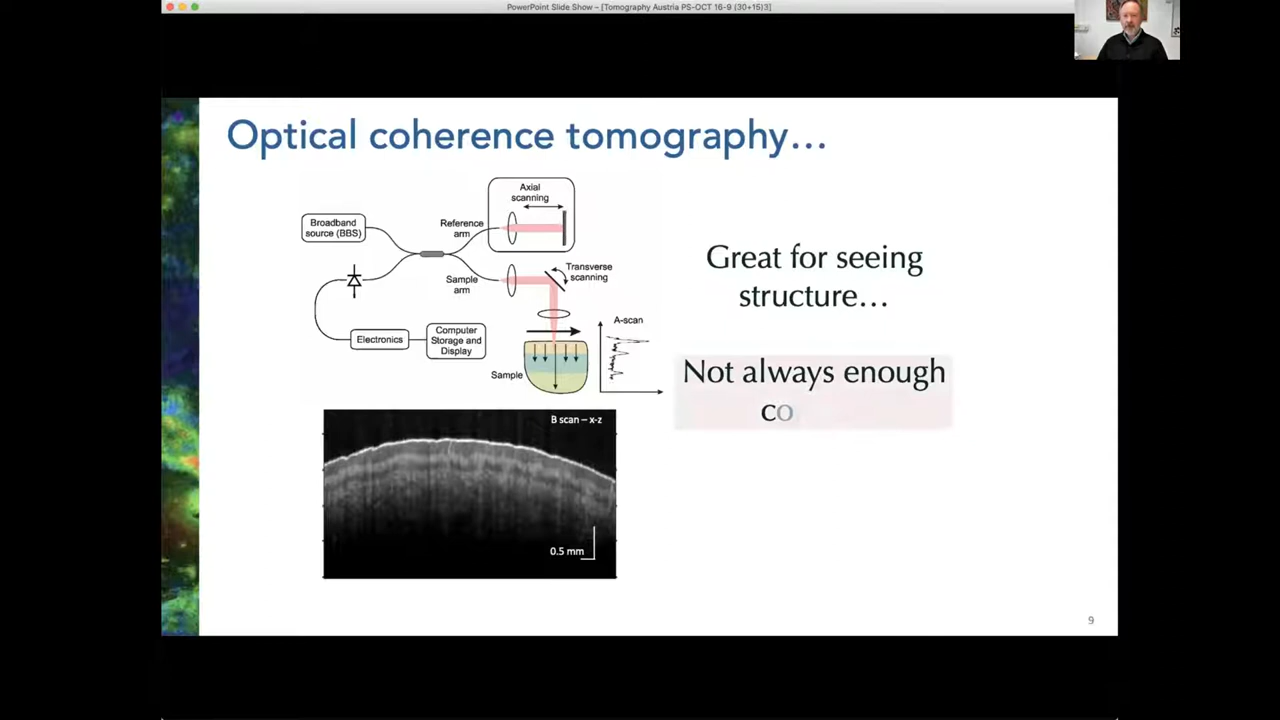 PowerPoint Slide Show – [Tomography Austria PS-OCT 16-9 (30+15)3]
Optical coherence tomography…
Axial
scanning
Broadband
source (BBS)
Reference
arm
Sample
arm
Transverse
scanning
Electronics
Computer
Storage and
Display
Sample
A-scan
Great for seeing
structure…
Not always enough
co
B scan – x-z
0.5 mm
9